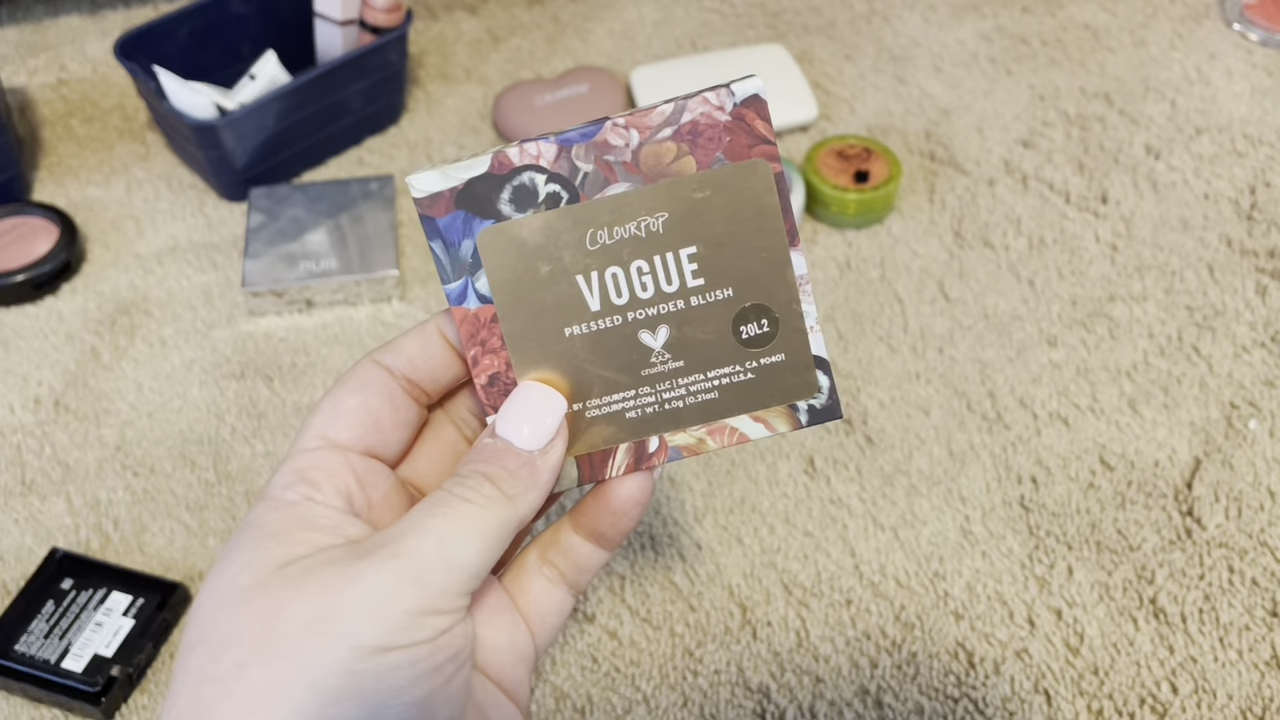 COLOURPOP
VOGUE
PRESSED POWDER BLUSH
20L2
crueltyfree
. BY COLOURPOP CO., LLC | SANTA MONICA, CA 90401
COLOURPOP.COM | MADE WITH ❤ IN U.S.A.
NET WT. 6.0g (0.21oz)
PUR